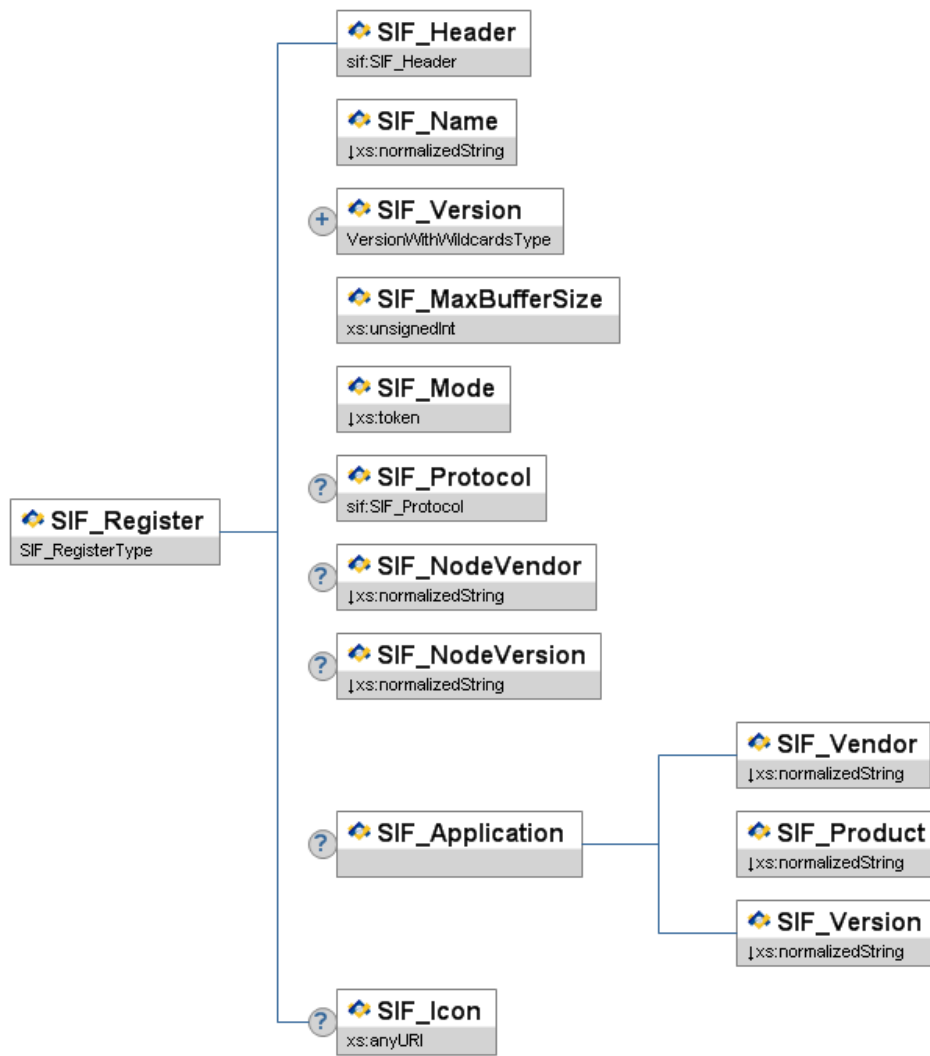 SIF_Header
sif:SIF_Header
SIF_Name
↓xs:normalizedString
+
SIF_Version
VersionWithWildcardsType
SIF_MaxBufferSize
xs:unsignedInt
SIF_Mode
↓xs:token
?
SIF_Protocol
sif:SIF_Protocol
SIF_Register
SIF_RegisterType
?
SIF_NodeVendor
↓xs:normalizedString
?
SIF_NodeVersion
↓xs:normalizedString
SIF_Vendor
↓xs:normalizedString
?
SIF_Application
SIF_Product
↓xs:normalizedString
SIF_Version
↓xs:normalizedString
?
SIF_Icon
xs:anyURI